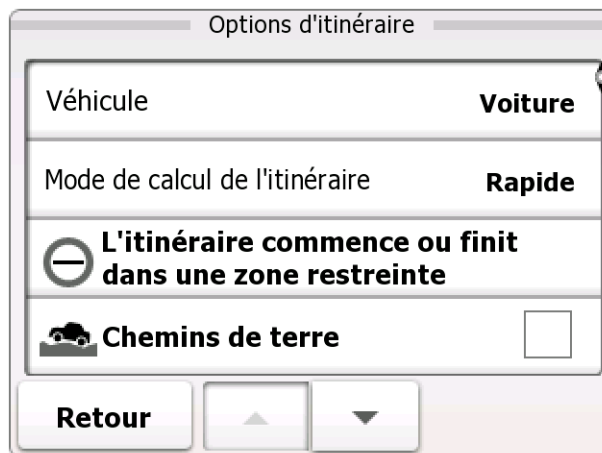 Options d'itinéraire
Véhicule Voiture
Mode de calcul de l'itinéraire Rapide
L'itinéraire commence ou finit
dans une zone restreinte
Chemins de terre
Retour